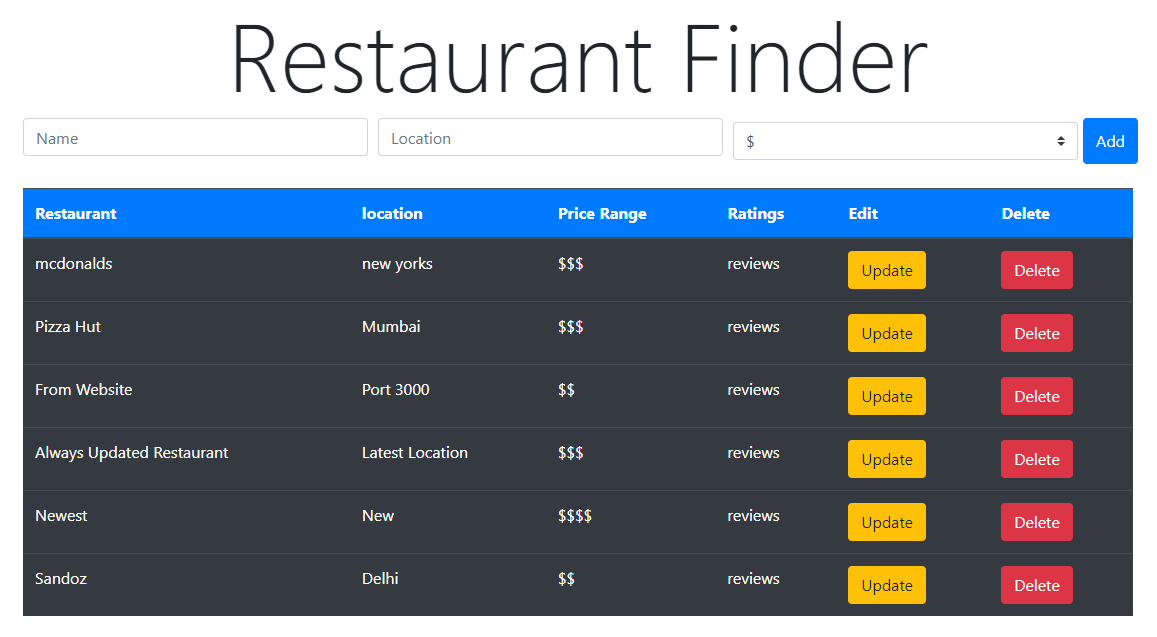 Restaurant Finder
Name Location $ Add
Restaurant location Price Range Ratings Edit Delete
mcdonalds new yorks $$$ reviews Update Delete
Pizza Hut Mumbai $$$ reviews Update Delete
From Website Port 3000 $$ reviews Update Delete
Always Updated Restaurant Latest Location $$$ reviews Update Delete
Newest New $$$$ reviews Update Delete
Sandoz Delhi $$ reviews Update Delete